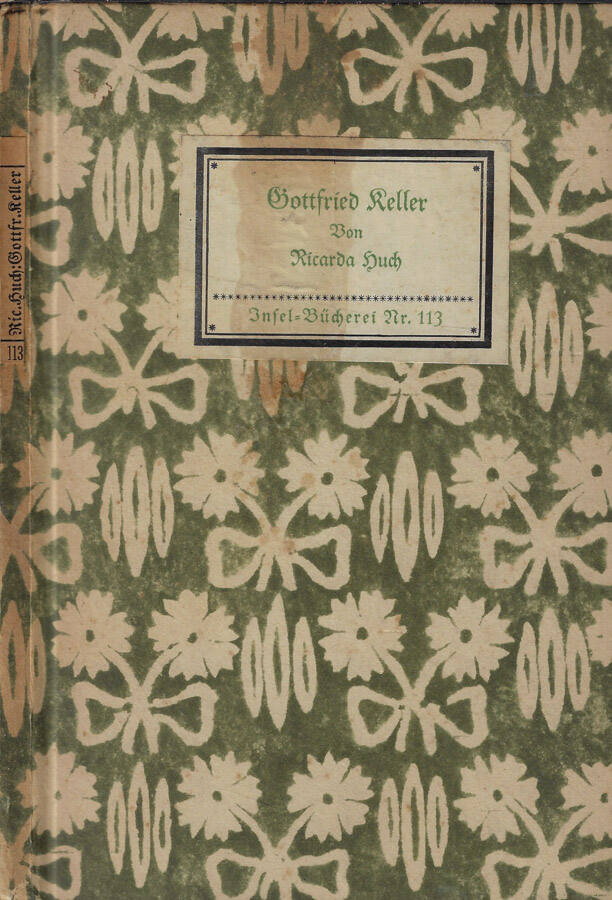 Gottfried Keller
Von
Ricarda Huch
Insel-Bücherei Nr. 113
Ric. Huch: Gottfr. Keller
113